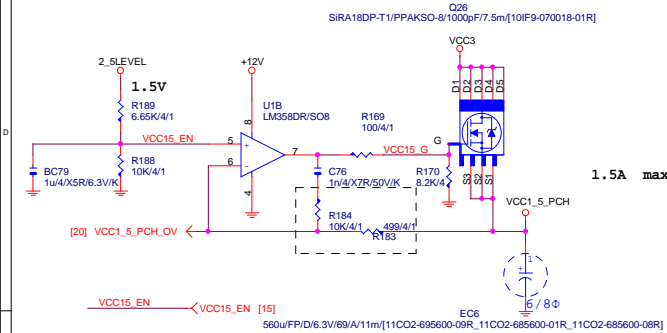 Q26
SiRA18DP-T1/PPAKSO-8/1000pF/7.5m/[10IF9-070018-01R]
VCC3
2_5LEVEL
+12V
D1
D2
D3
D4
D5
1.5V
R189
6.65K/4/1
U1B
LM358DR/SO8
R169
100/4/1
8
D
VCC15_EN
5
+
7
VCC15_G
G
6
-
R188
10K/4/1
BC79
1u/4/X5R/6.3V/K
4
C76
1n/4/X7R/50V/K
R170
8.2K/4
S3
S2
S1
1.5A max
VCC1_5_PCH
R184
10K/4/1
499/4/1
R183
[20] VCC1_5_PCH_OV
1
+
6/8Φ
VCC15_EN
VCC15_EN [15]
EC6
560u/FP/D/6.3V/69/A/11m/[11CO2-695600-09R_11CO2-685600-01R_11CO2-685600-08R]